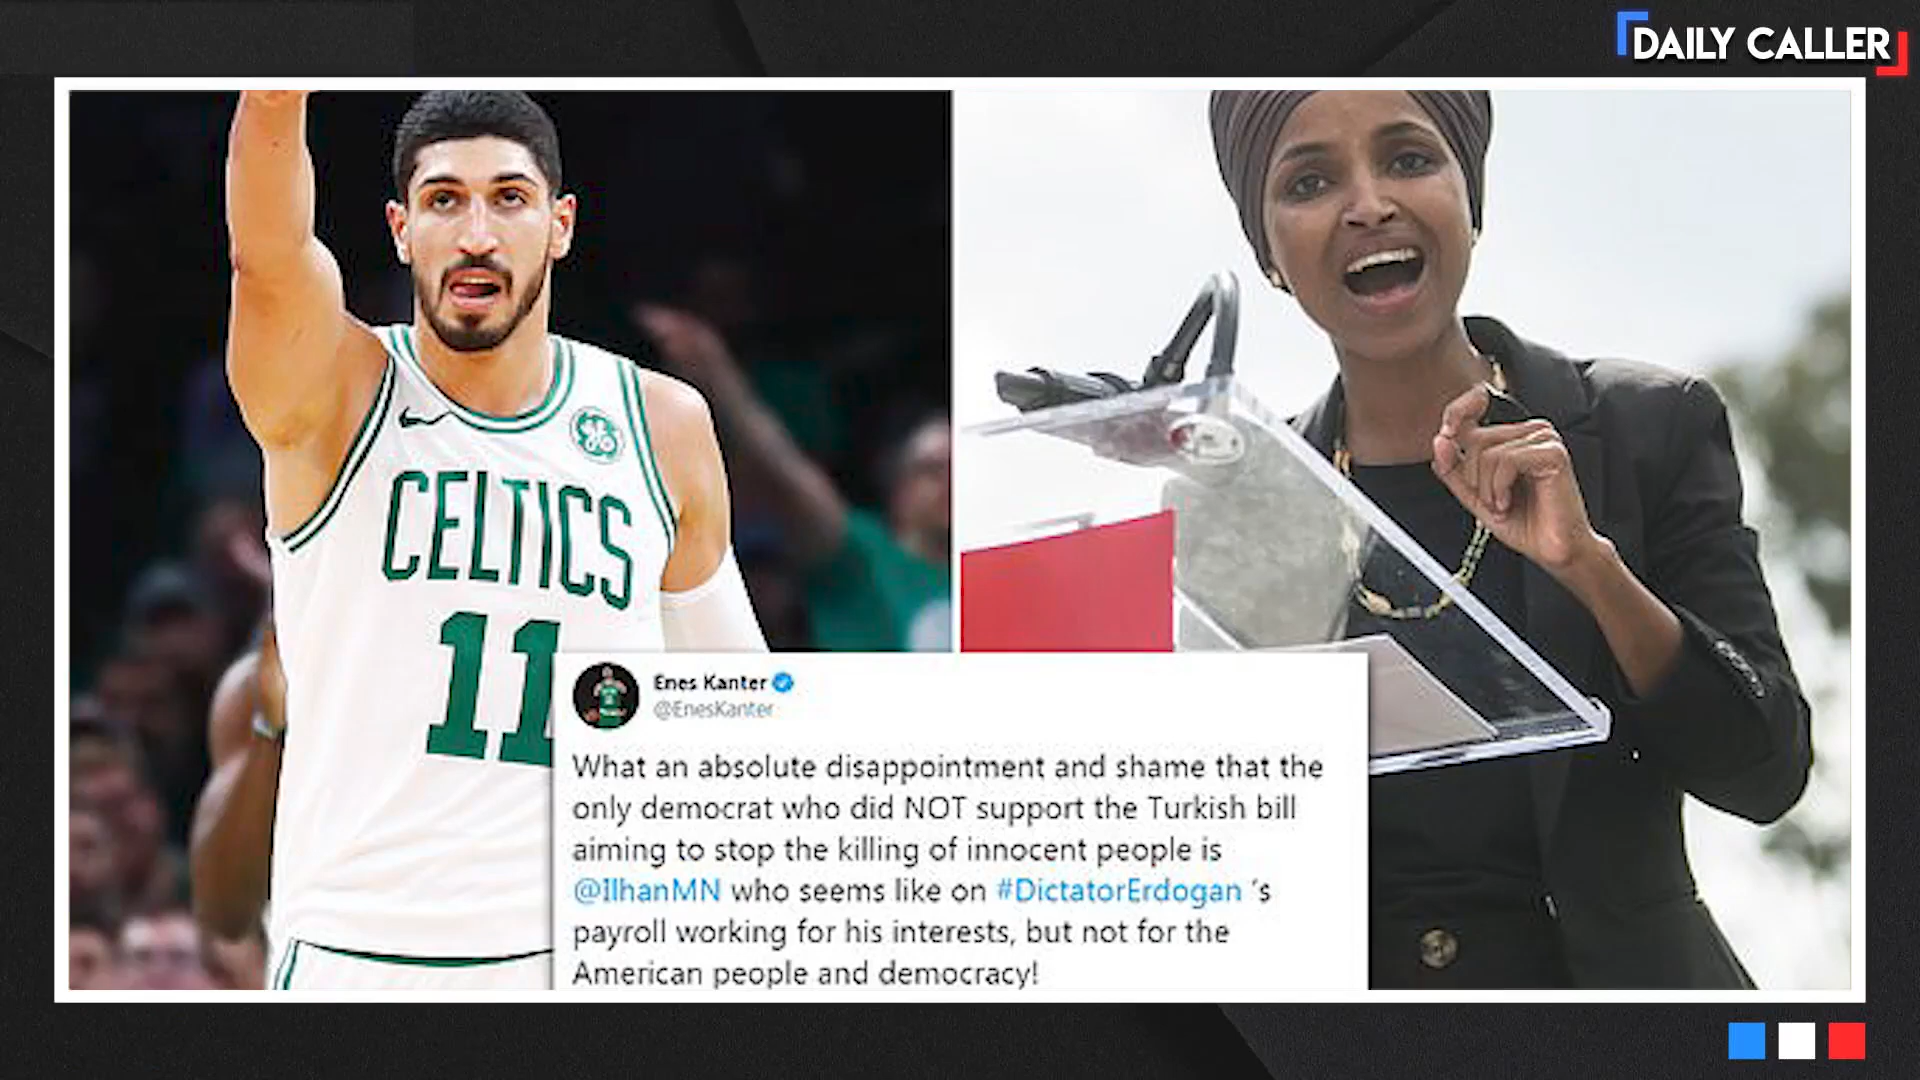 DAILY CALLER
CELTICS
11
Enes Kanter
@EnesKanter
What an absolute disappointment and shame that the
only democrat who did NOT support the Turkish bill
aiming to stop the killing of innocent people is
@IlhanMN who seems like on #DictatorErdogan 's
payroll working for his interests, but not for the
American people and democracy!